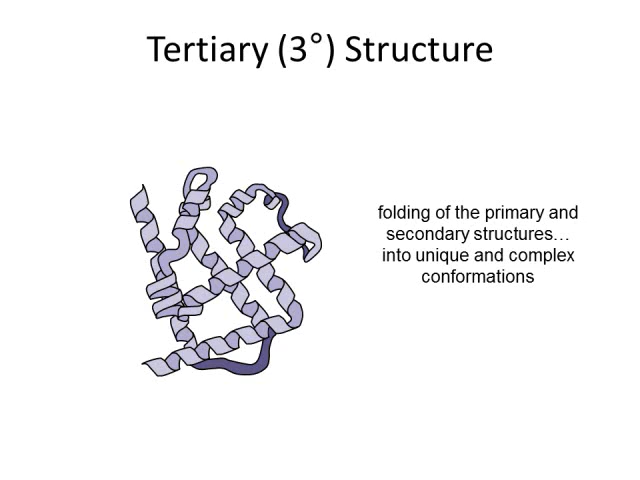 Tertiary (3°) Structure
folding of the primary and
secondary structures…
into unique and complex
conformations